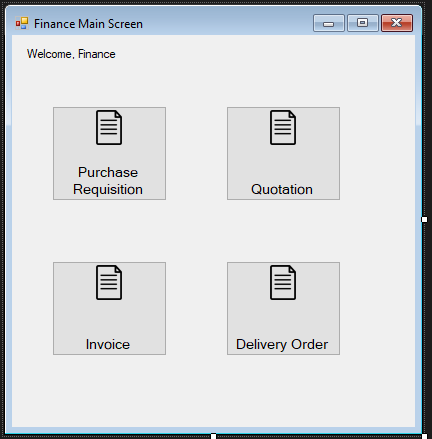 Finance Main Screen
Welcome, Finance
Purchase
Requisition
Quotation
Invoice
Delivery Order